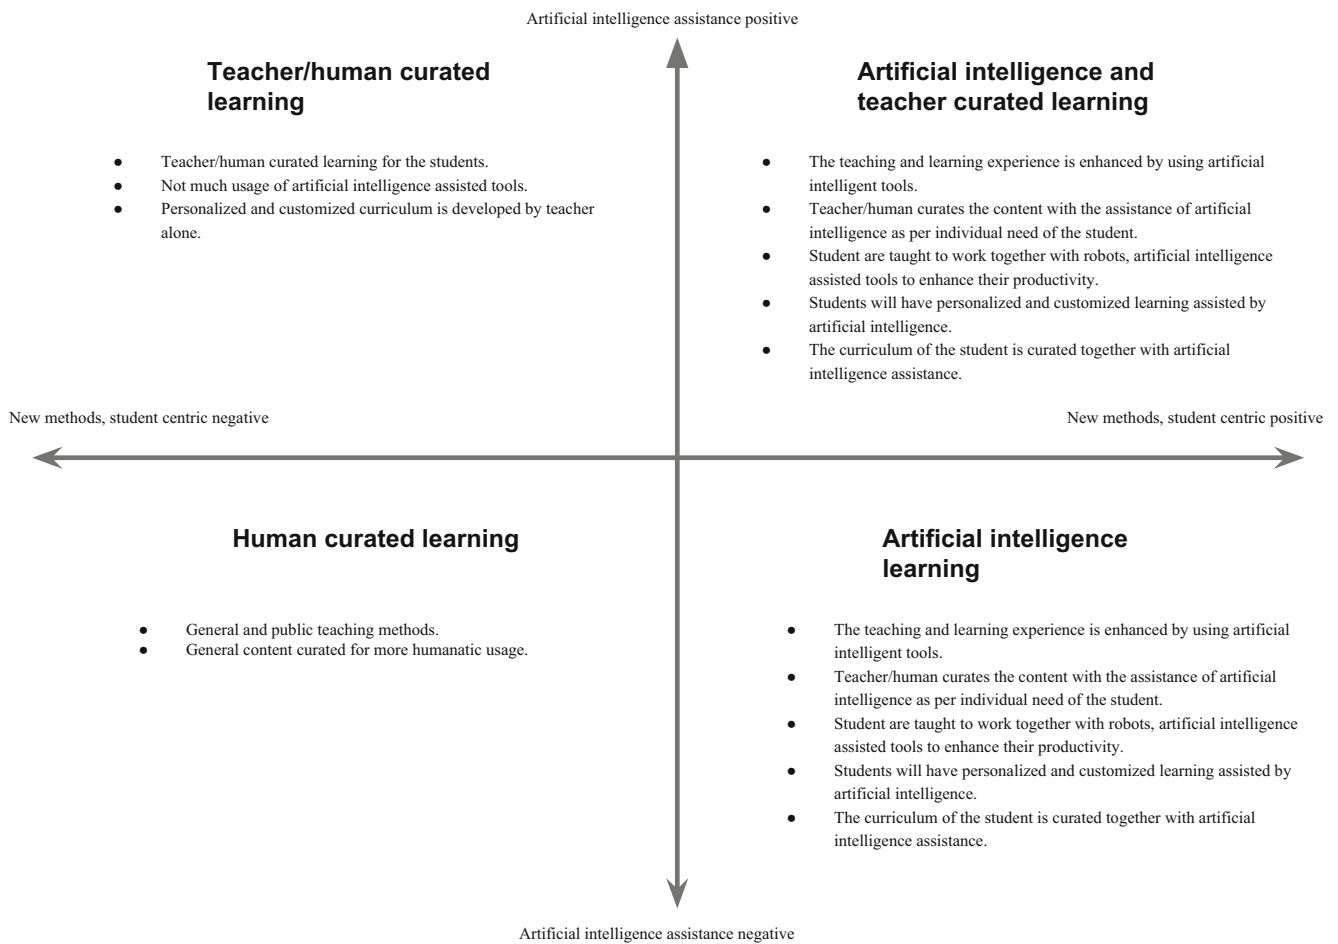 Artificial intelligence assistance positive
Teacher/human curated
learning
● Teacher/human curated learning for the students.
● Not much usage of artificial intelligence assisted tools.
● Personalized and customized curriculum is developed by teacher
alone.
Artificial intelligence and
teacher curated learning
● The teaching and learning experience is enhanced by using artificial
intelligent tools.
● Teacher/human curates the content with the assistance of artificial
intelligence as per individual need of the student.
● Student are taught to work together with robots, artificial intelligence
assisted tools to enhance their productivity.
● Students will have personalized and customized learning assisted by
artificial intelligence.
● The curriculum of the student is curated together with artificial
intelligence assistance.
New methods, student centric negative
New methods, student centric positive
Human curated learning
● General and public teaching methods.
● General content curated for more humanatic usage.
Artificial intelligence
learning
● The teaching and learning experience is enhanced by using artificial
intelligent tools.
● Teacher/human curates the content with the assistance of artificial
intelligence as per individual need of the student.
● Student are taught to work together with robots, artificial intelligence
assisted tools to enhance their productivity.
● Students will have personalized and customized learning assisted by
artificial intelligence.
● The curriculum of the student is curated together with artificial
intelligence assistance.
Artificial intelligence assistance negative